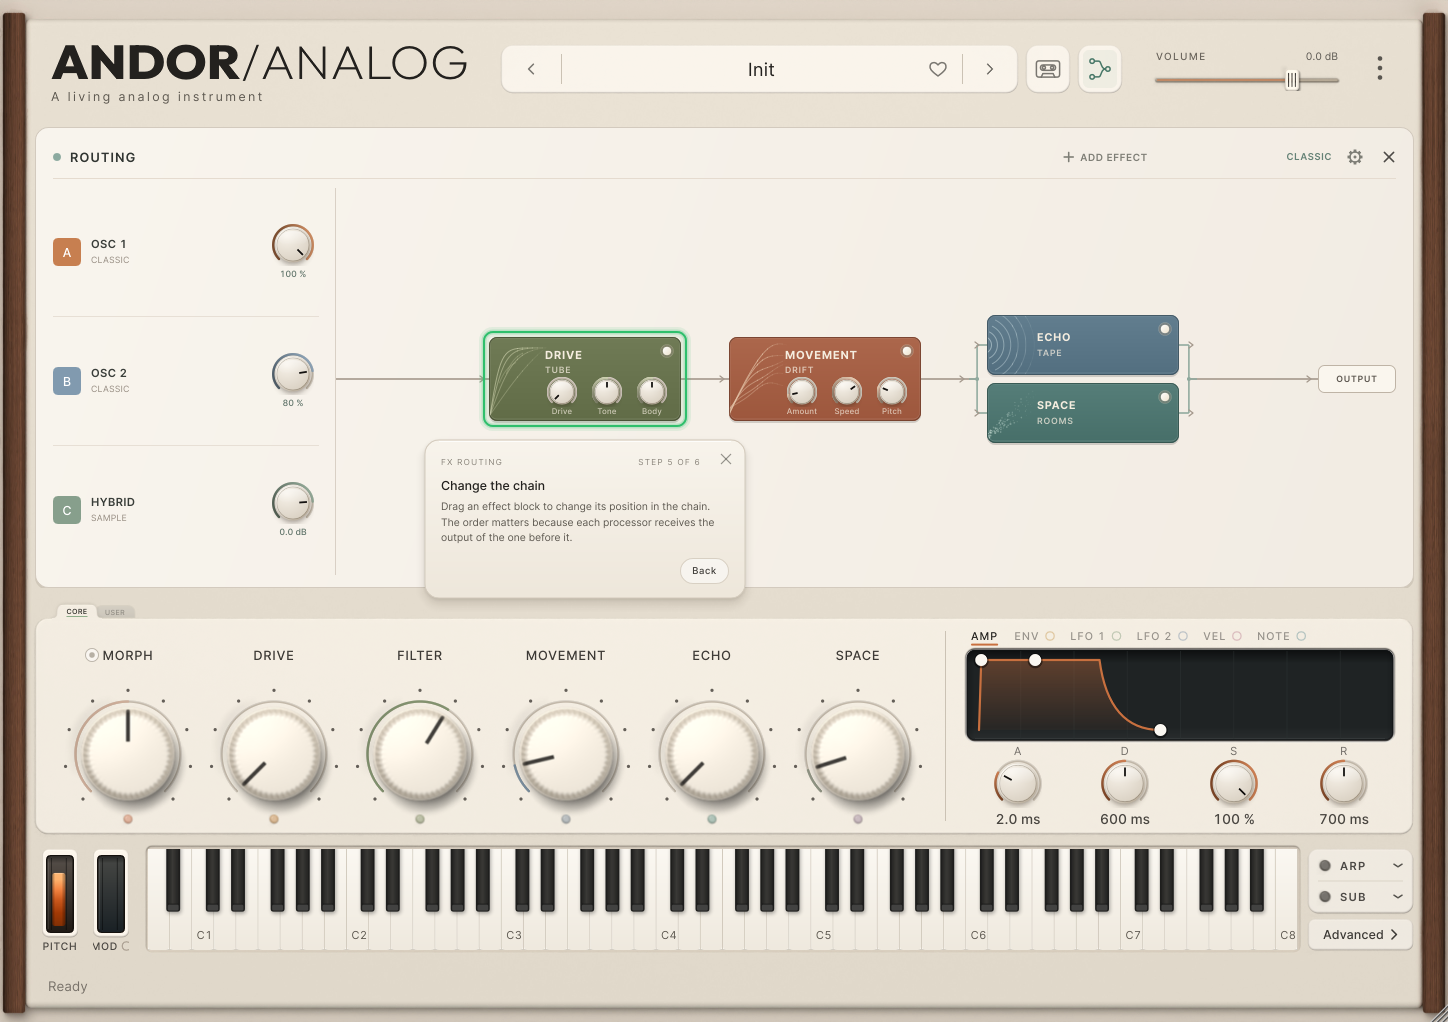 ANDOR/ANALOG
A living analog instrument
Init
VOLUME
0.0 dB
ROUTING
ADD EFFECT
CLASSIC
A
OSC 1
CLASSIC
100 %
B
OSC 2
CLASSIC
80 %
C
HYBRID
SAMPLE
0.0 dB
DRIVE
TUBE
Drive
Tone
Body
MOVEMENT
DRIFT
Amount
Speed
Pitch
ECHO
TAPE
SPACE
ROOMS
OUTPUT
FX ROUTING
STEP 5 OF 6
Change the chain
Drag an effect block to change its position in the chain.
The order matters because each processor receives the
output of the one before it.
Back
CORE
USER
MORPH
DRIVE
FILTER
MOVEMENT
ECHO
SPACE
AMP
ENV
LFO 1
LFO 2
VEL
NOTE
A
D
S
R
2.0 ms
600 ms
100 %
700 ms
PITCH
MOD
C1
C2
C3
C4
C5
C6
C7
C8
ARP
SUB
Advanced
Ready